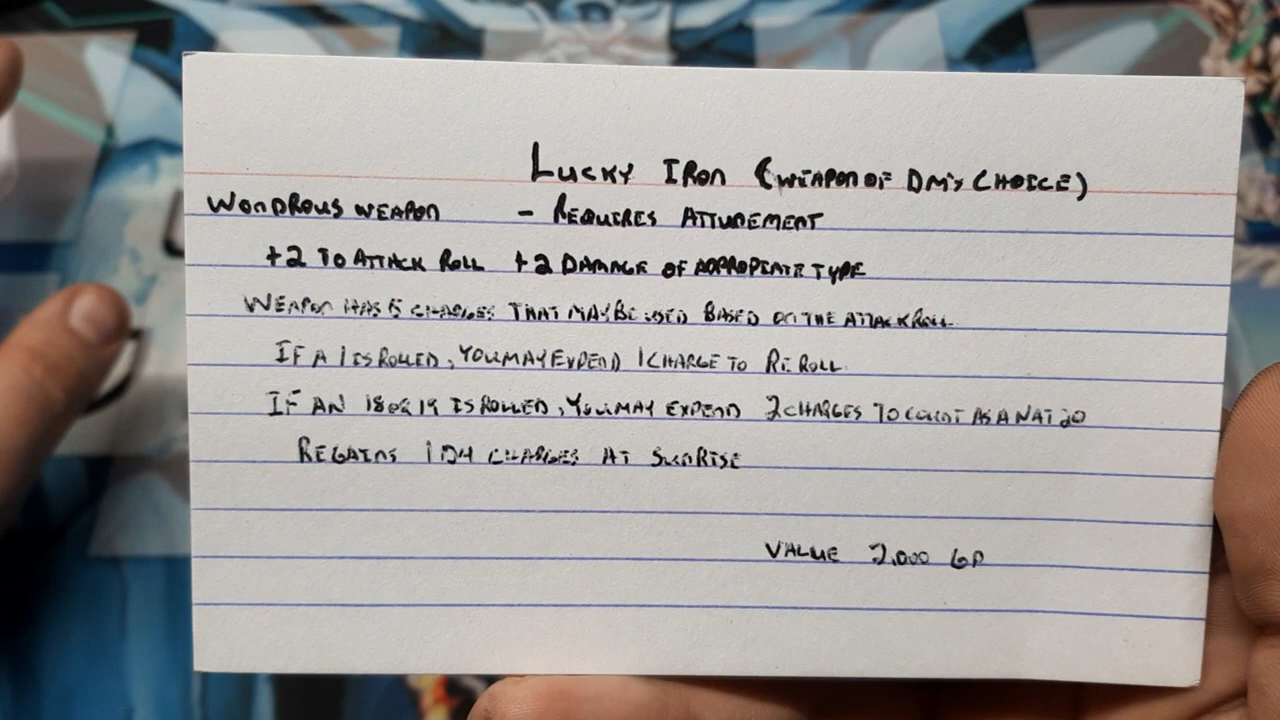 LUCKY IRON (WEAPON OF DM'S CHOICE)
WONDROUS WEAPON - REQUIRES ATTUNEMENT
+2 TO ATTACK ROLL +2 DAMAGE OF APPROPRIATE TYPE
WEAPON HAS 5 CHARGES THAT MAY BE USED BASED ON THE ATTACK ROLL
IF A 1 IS ROLLED, YOU MAY EXPEND 1 CHARGE TO REROLL
IF AN 18 OR 19 IS ROLLED, YOU MAY EXPEND 2 CHARGES TO COUNT AS A NAT 20
REGAINS 1D4 CHARGES AT SUNRISE
VALUE 2,000 GP